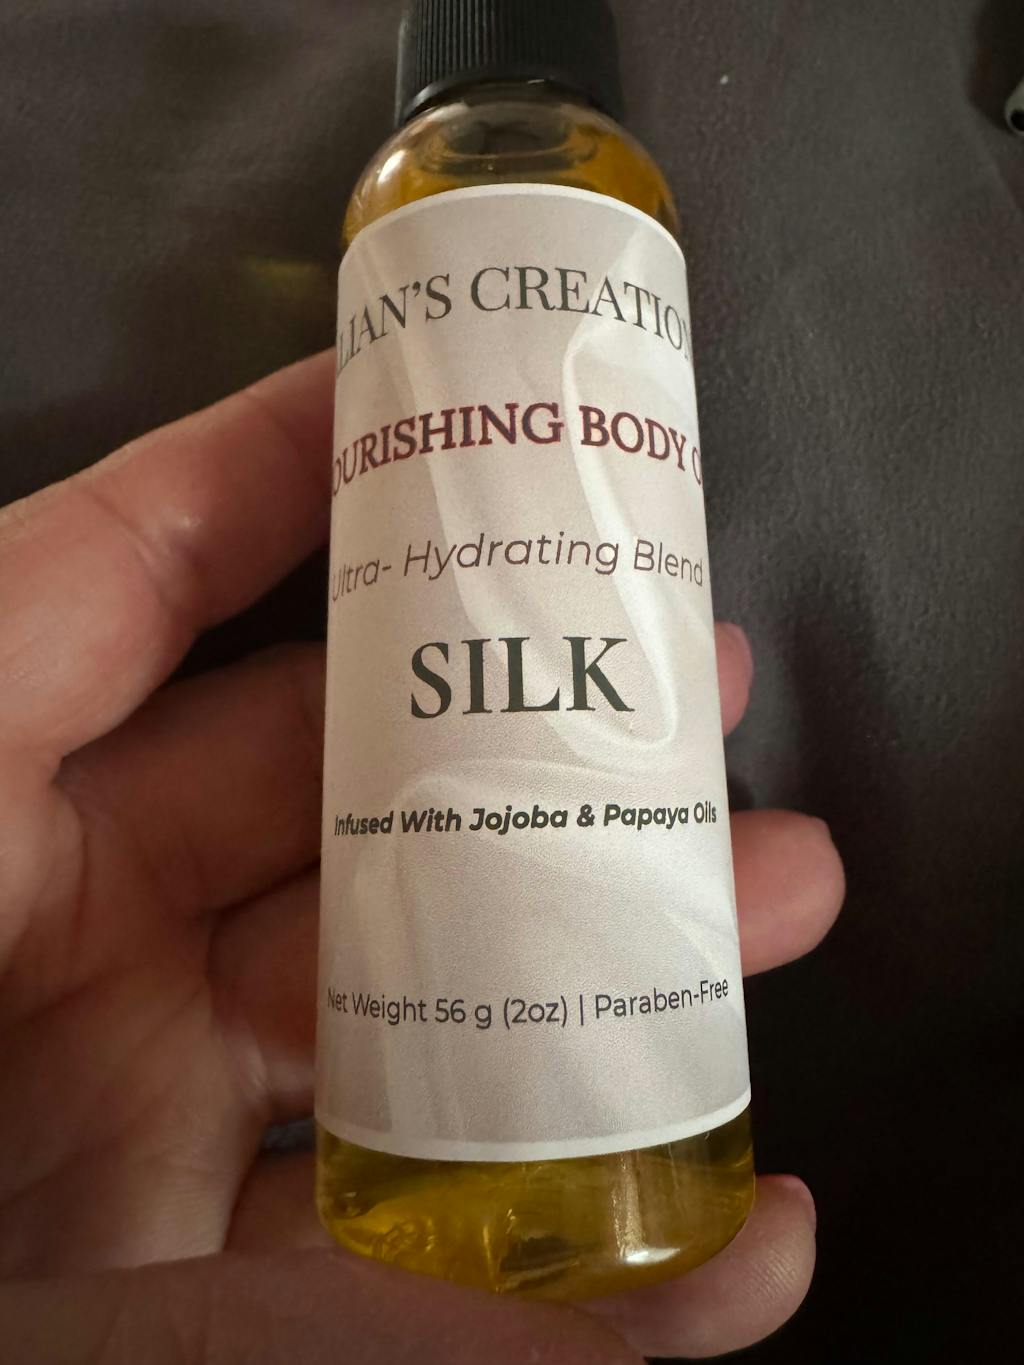 LIAN'S CREATION
OURISHING BODY O
Ultra- Hydrating Blend
SILK
Infused With Jojoba & Papaya Oils
Net Weight 56 g (2oz) | Paraben-Free